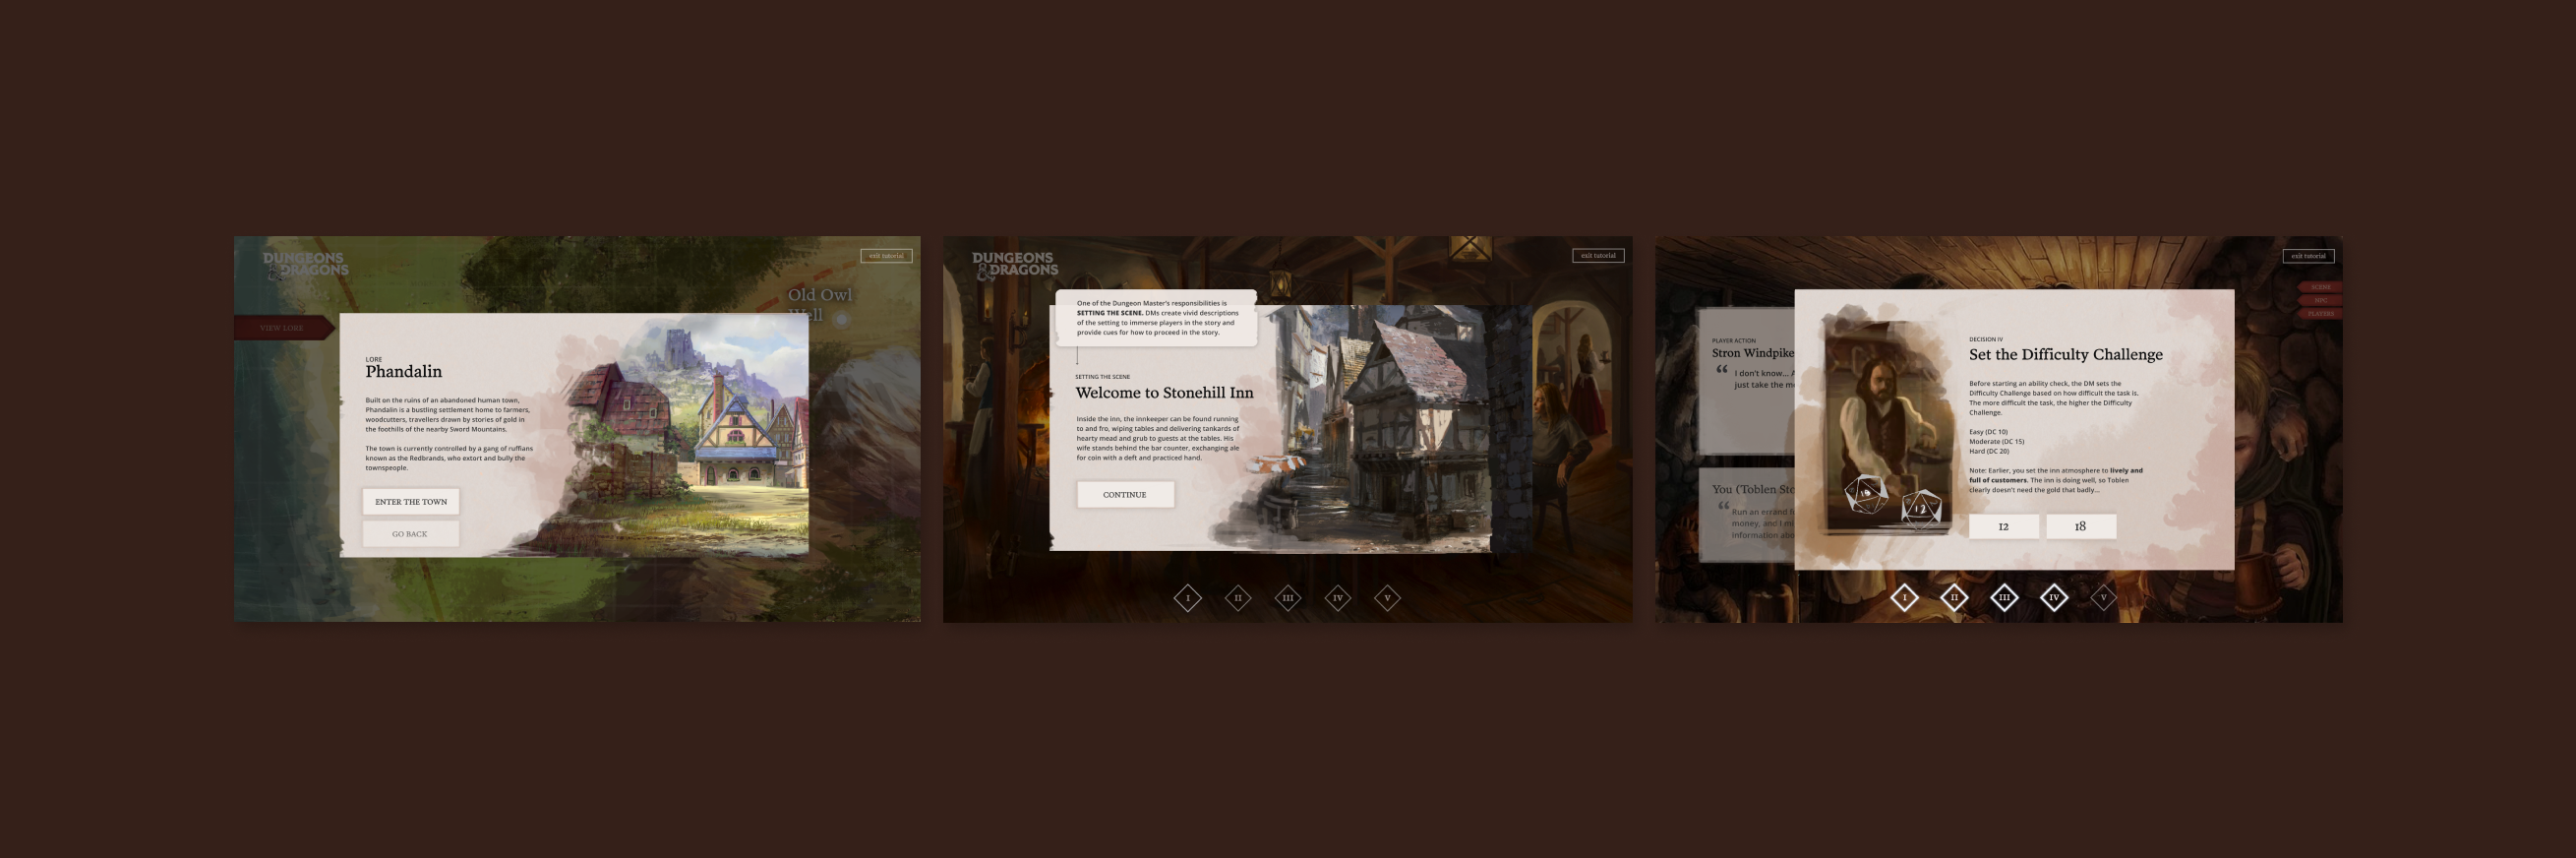 DUNGEONS
& DRAGONS
exit tutorial
Old Owl
Well
VIEW LORE
LORE
Phandalin
Built on the ruins of an abandoned human town,
Phandalin is a bustling settlement home to farmers,
woodcutters, travellers drawn by stories of gold in
the foothills of the nearby Sword Mountains.
The town is currently controlled by a gang of ruffians
known as the Redbrands, who extort and bully the
townspeople.
ENTER THE TOWN
GO BACK
DUNGEONS
& DRAGONS
exit tutorial
One of the Dungeon Master's responsibilities is
SETTING THE SCENE. DMs create vivid descriptions
of the setting to immerse players in the story and
provide cues for how to proceed in the story.
SETTING THE SCENE
Welcome to Stonehill Inn
Inside the inn, the innkeeper can be found running
to and fro, wiping tables and delivering tankards of
hearty mead and grub to guests at the tables. His
wife stands behind the bar counter, exchanging ale
for coin with a deft and practiced hand.
CONTINUE
I II III IV V
exit tutorial
SCENE
NPC
PLAYERS
PLAYER ACTION
Stron Windpike
“ I don't know...
just take the
You (Toblen
“ Run an errand
money, and I
information
DECISION IV
Set the Difficulty Challenge
Before starting an ability check, the DM sets the
Difficulty Challenge based on how difficult the task is.
The more difficult the task, the higher the Difficulty
Challenge.
Easy (DC 10)
Moderate (DC 15)
Hard (DC 20)
Note: Earlier, you set the inn atmosphere to lively and
full of customers. The inn is doing well, so Toblen
clearly doesn't need the gold that badly...
12
12 18
I II III IV V